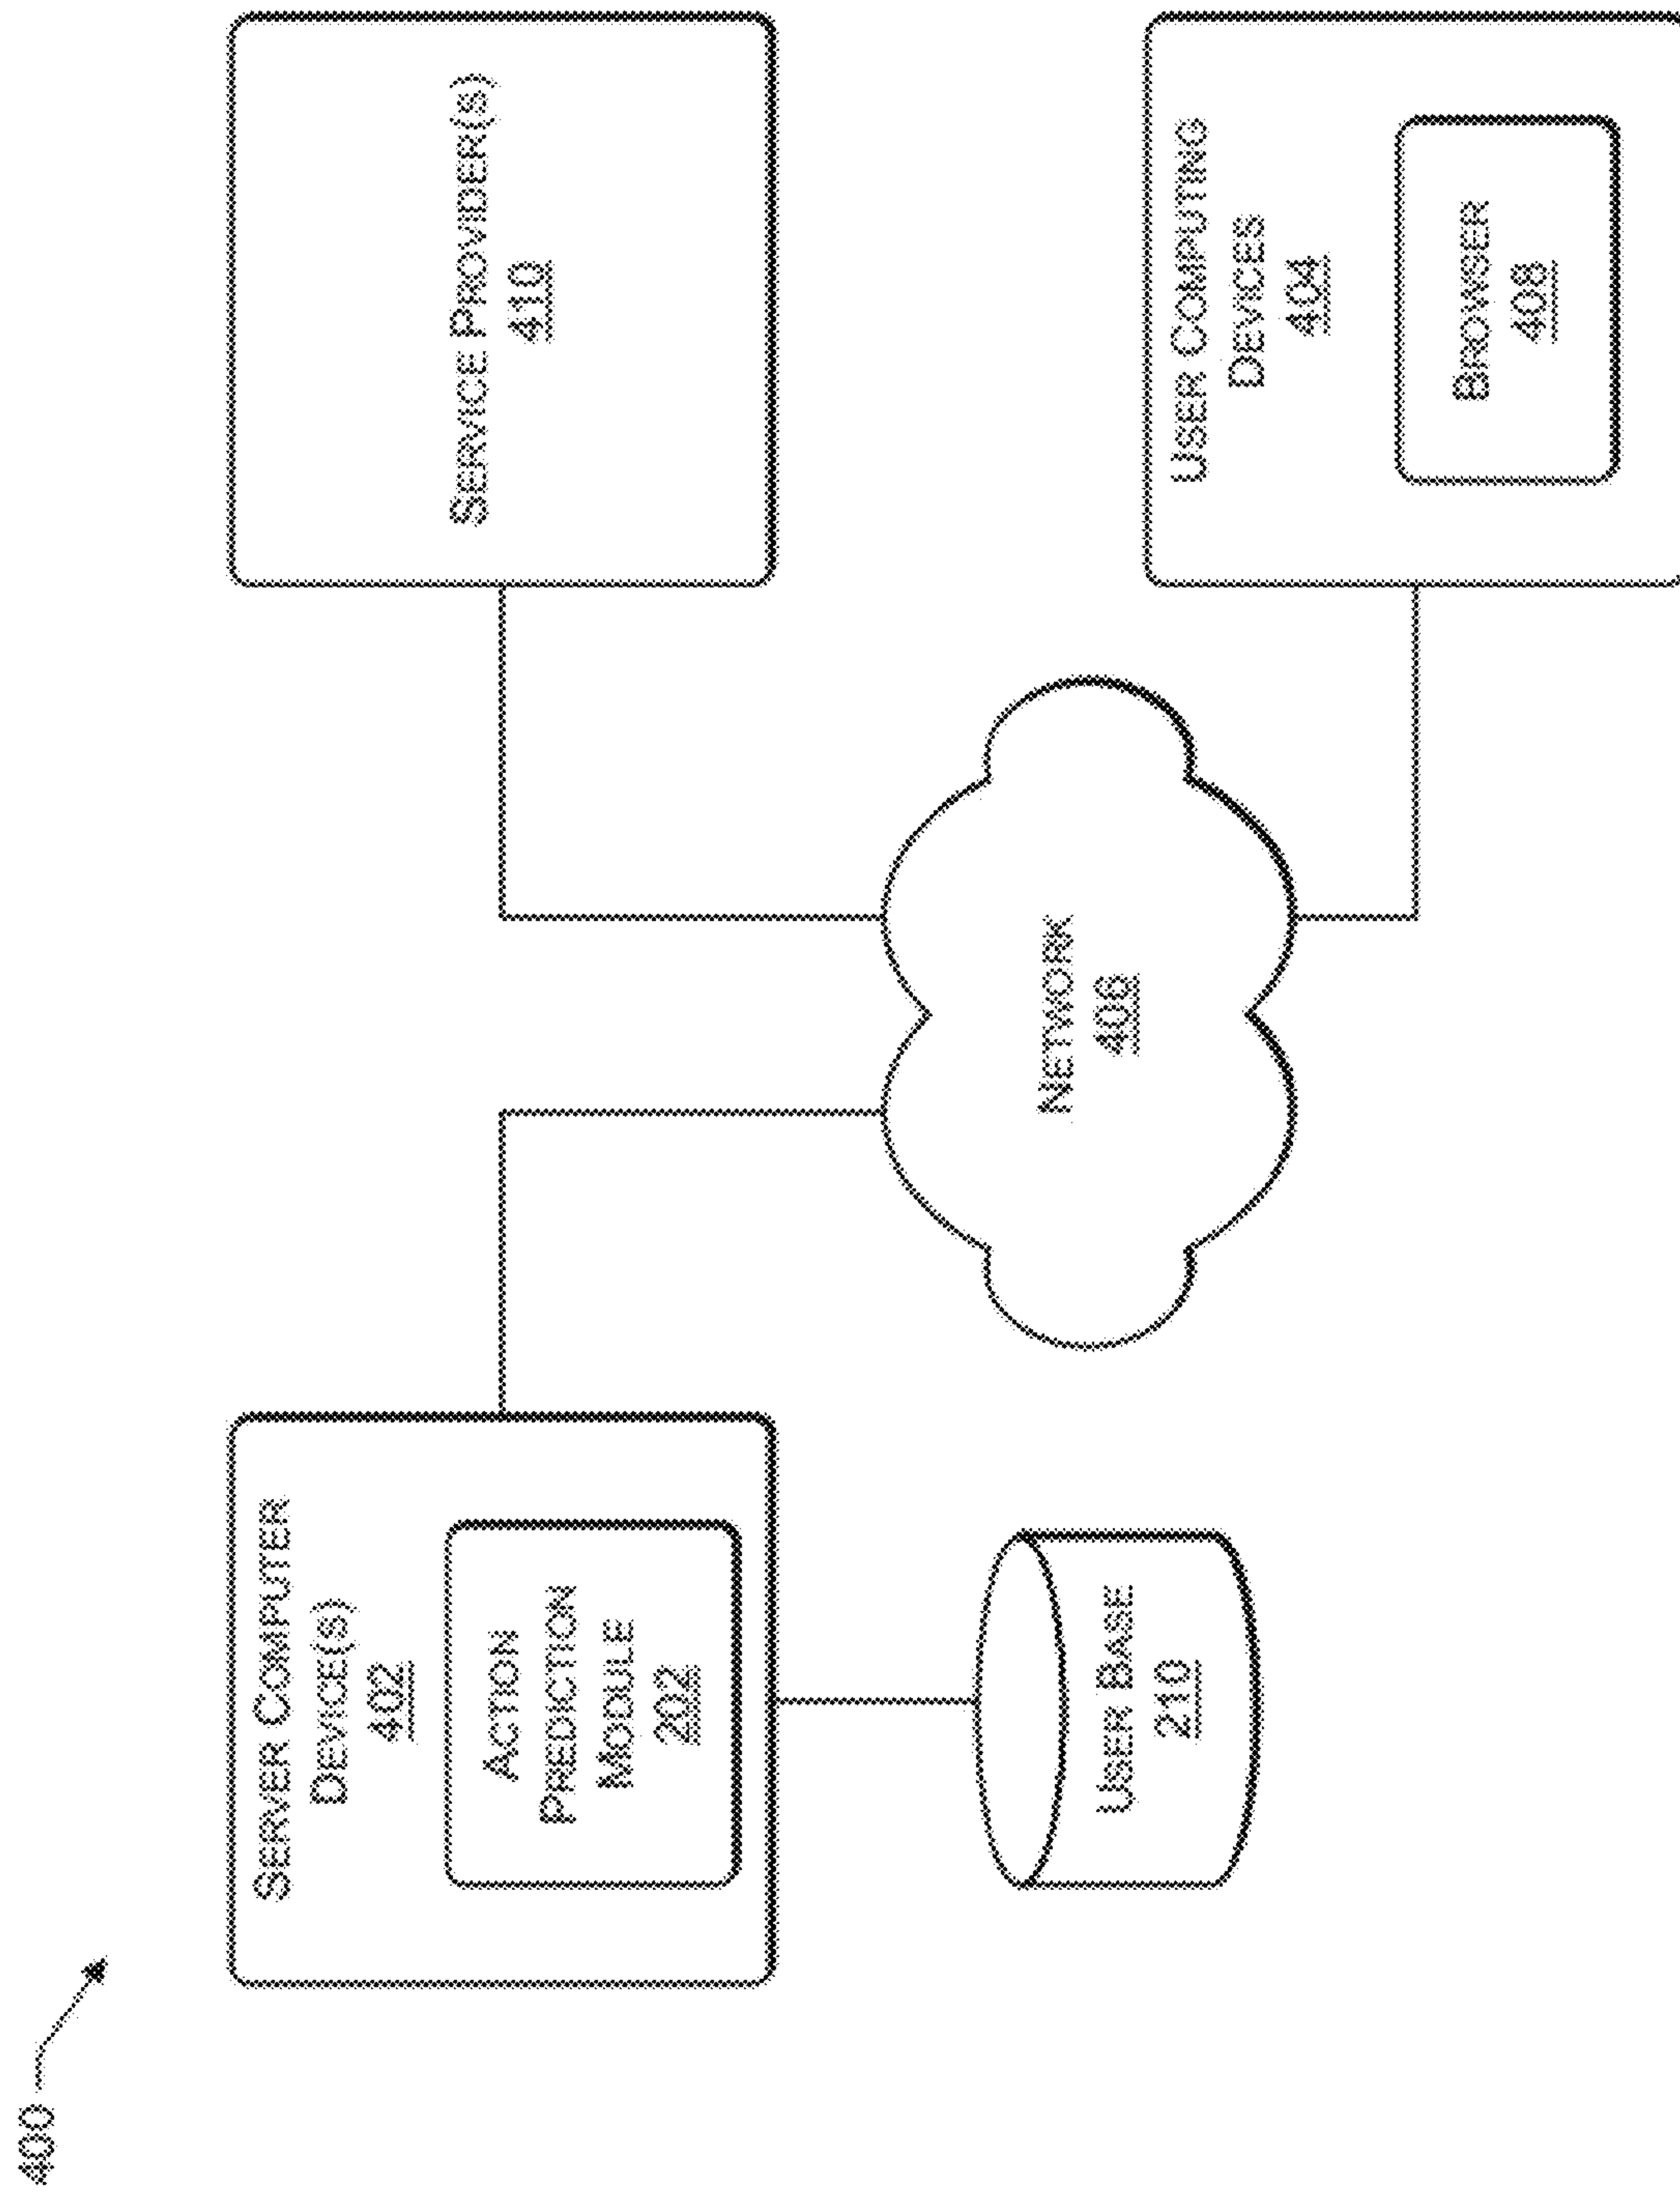 400
SERVER COMPUTER
DEVICE(S)
402
ACTION
PREDICTION
MODULE
202
USER BASE
210
NETWORK
406
SERVICE PROVIDER(S)
410
USER COMPUTING
DEVICES
404
BROWSER
408